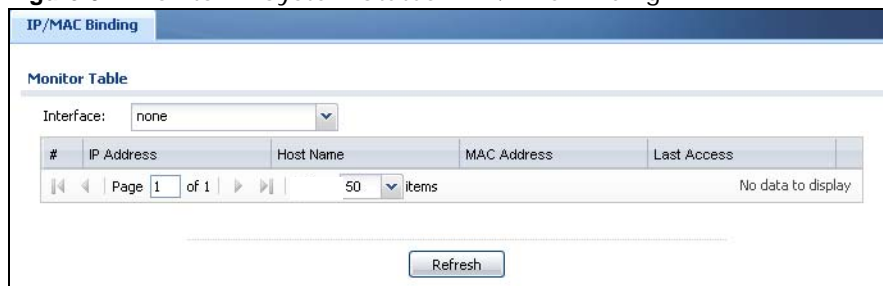 IP/MAC Binding
Monitor Table
Interface: none
# IP Address Host Name MAC Address Last Access
Page 1 of 1 50 items No data to display
Refresh